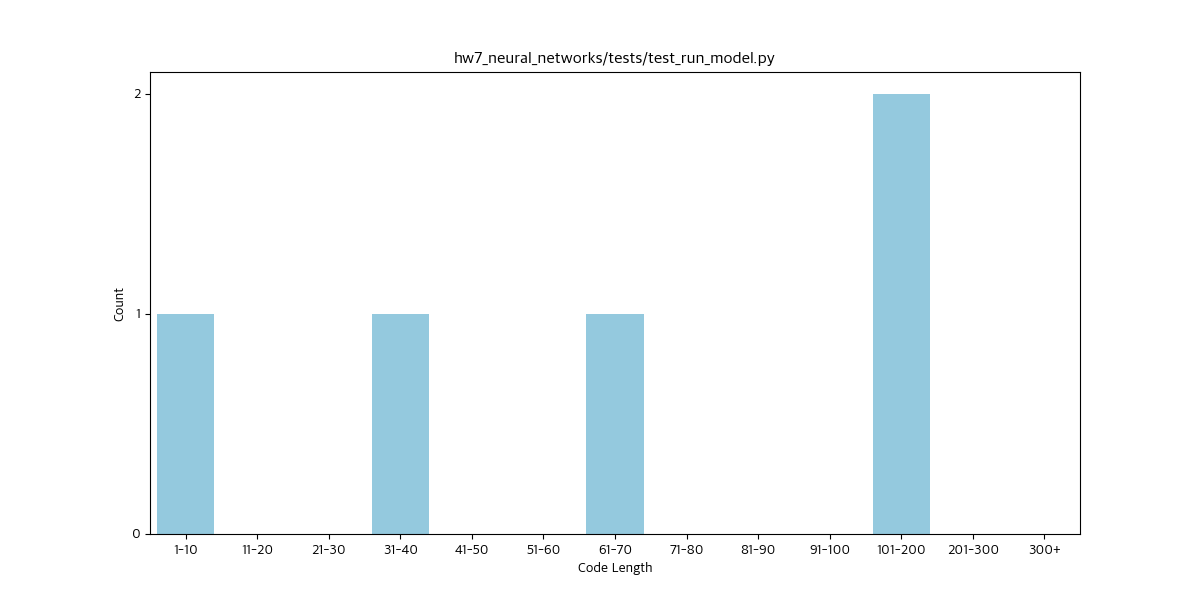 hw7_neural_networks/tests/test_run_model.py
2
1
0
Count
1-10 11-20 21-30 31-40 41-50 51-60 61-70 71-80 81-90 91-100 101-200 201-300 300+
Code Length